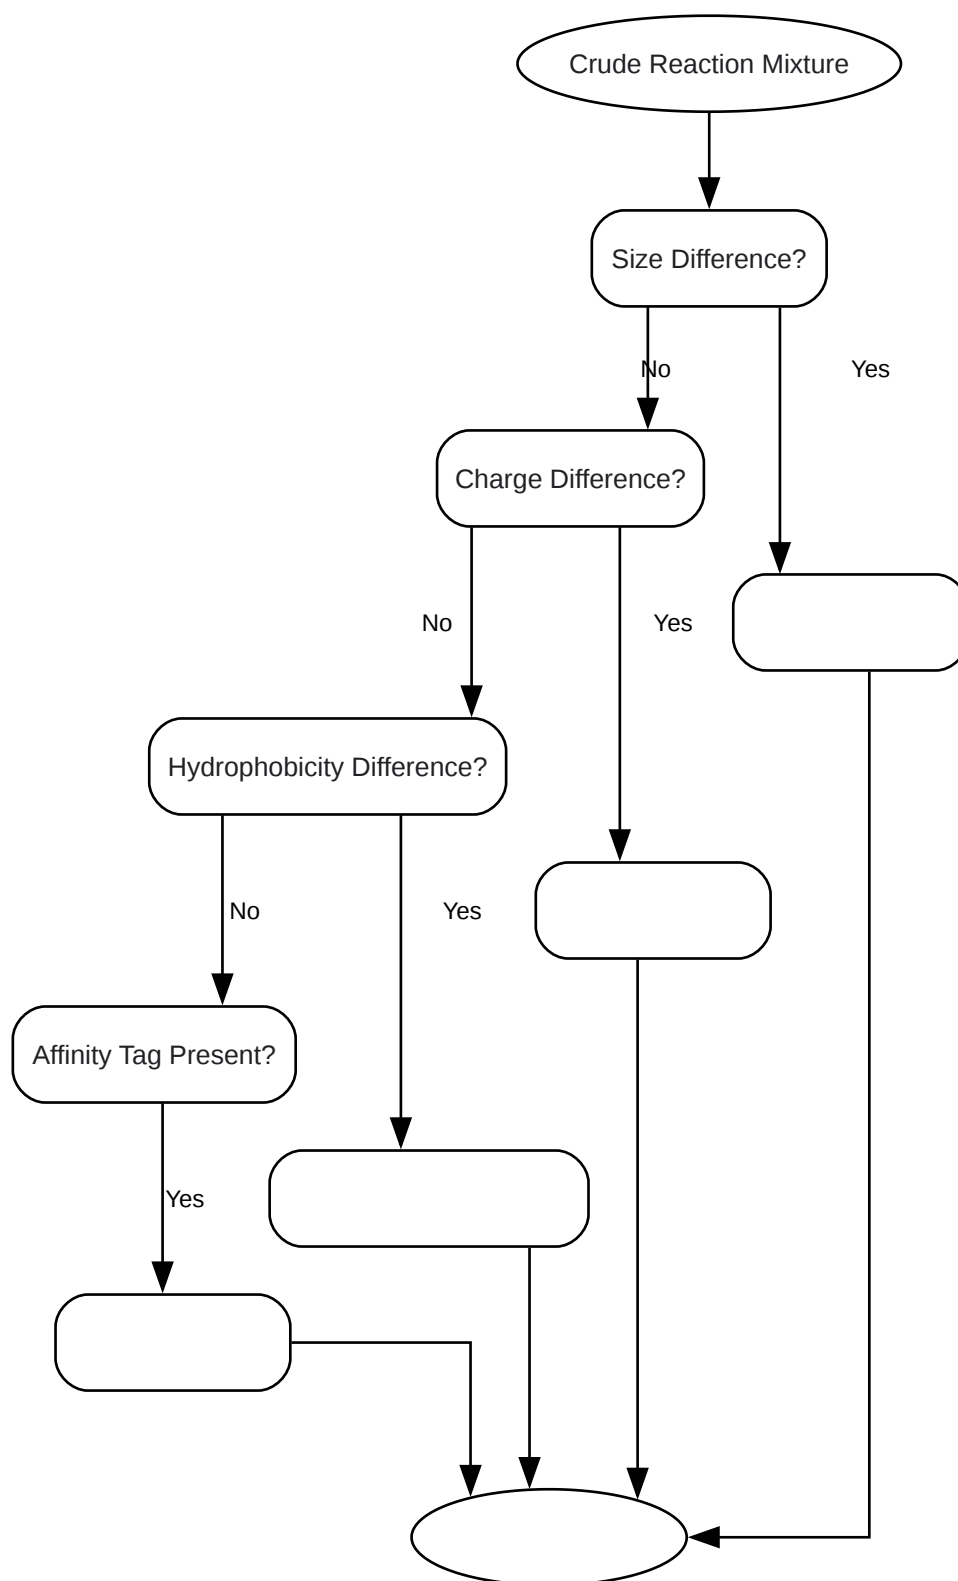 Crude Reaction Mixture
Size Difference?
No
Yes
Charge Difference?
No
Yes
Hydrophobicity Difference?
No
Yes
Affinity Tag Present?
Yes